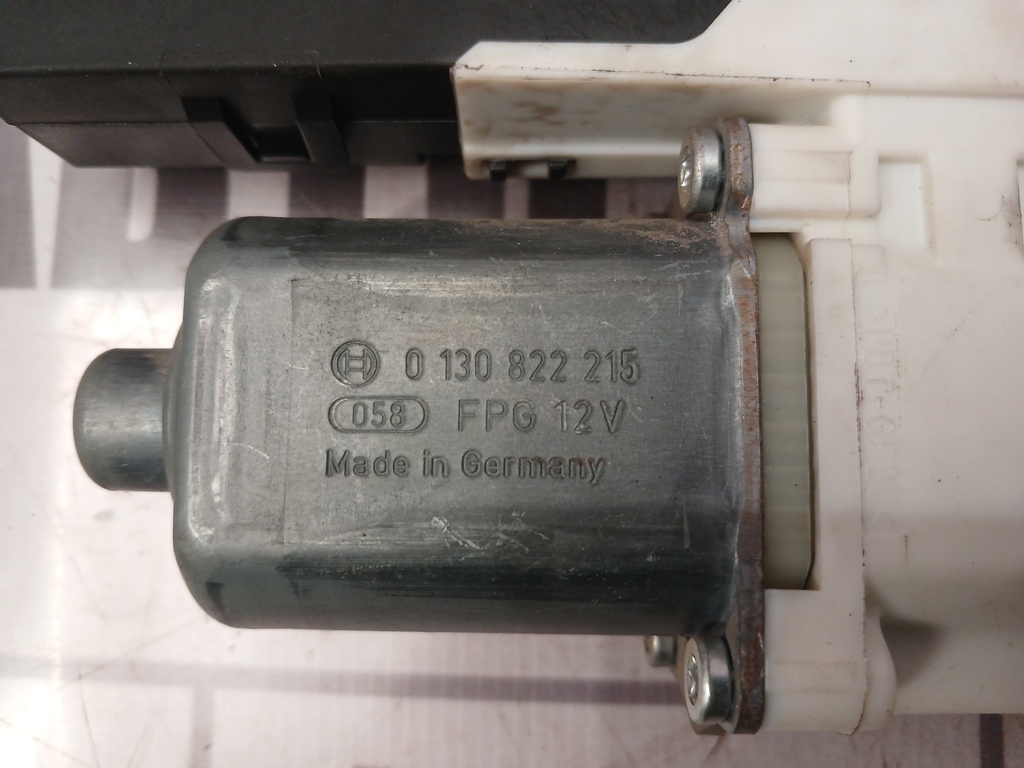 0 130 822 215
058 FPG 12V
Made in Germany